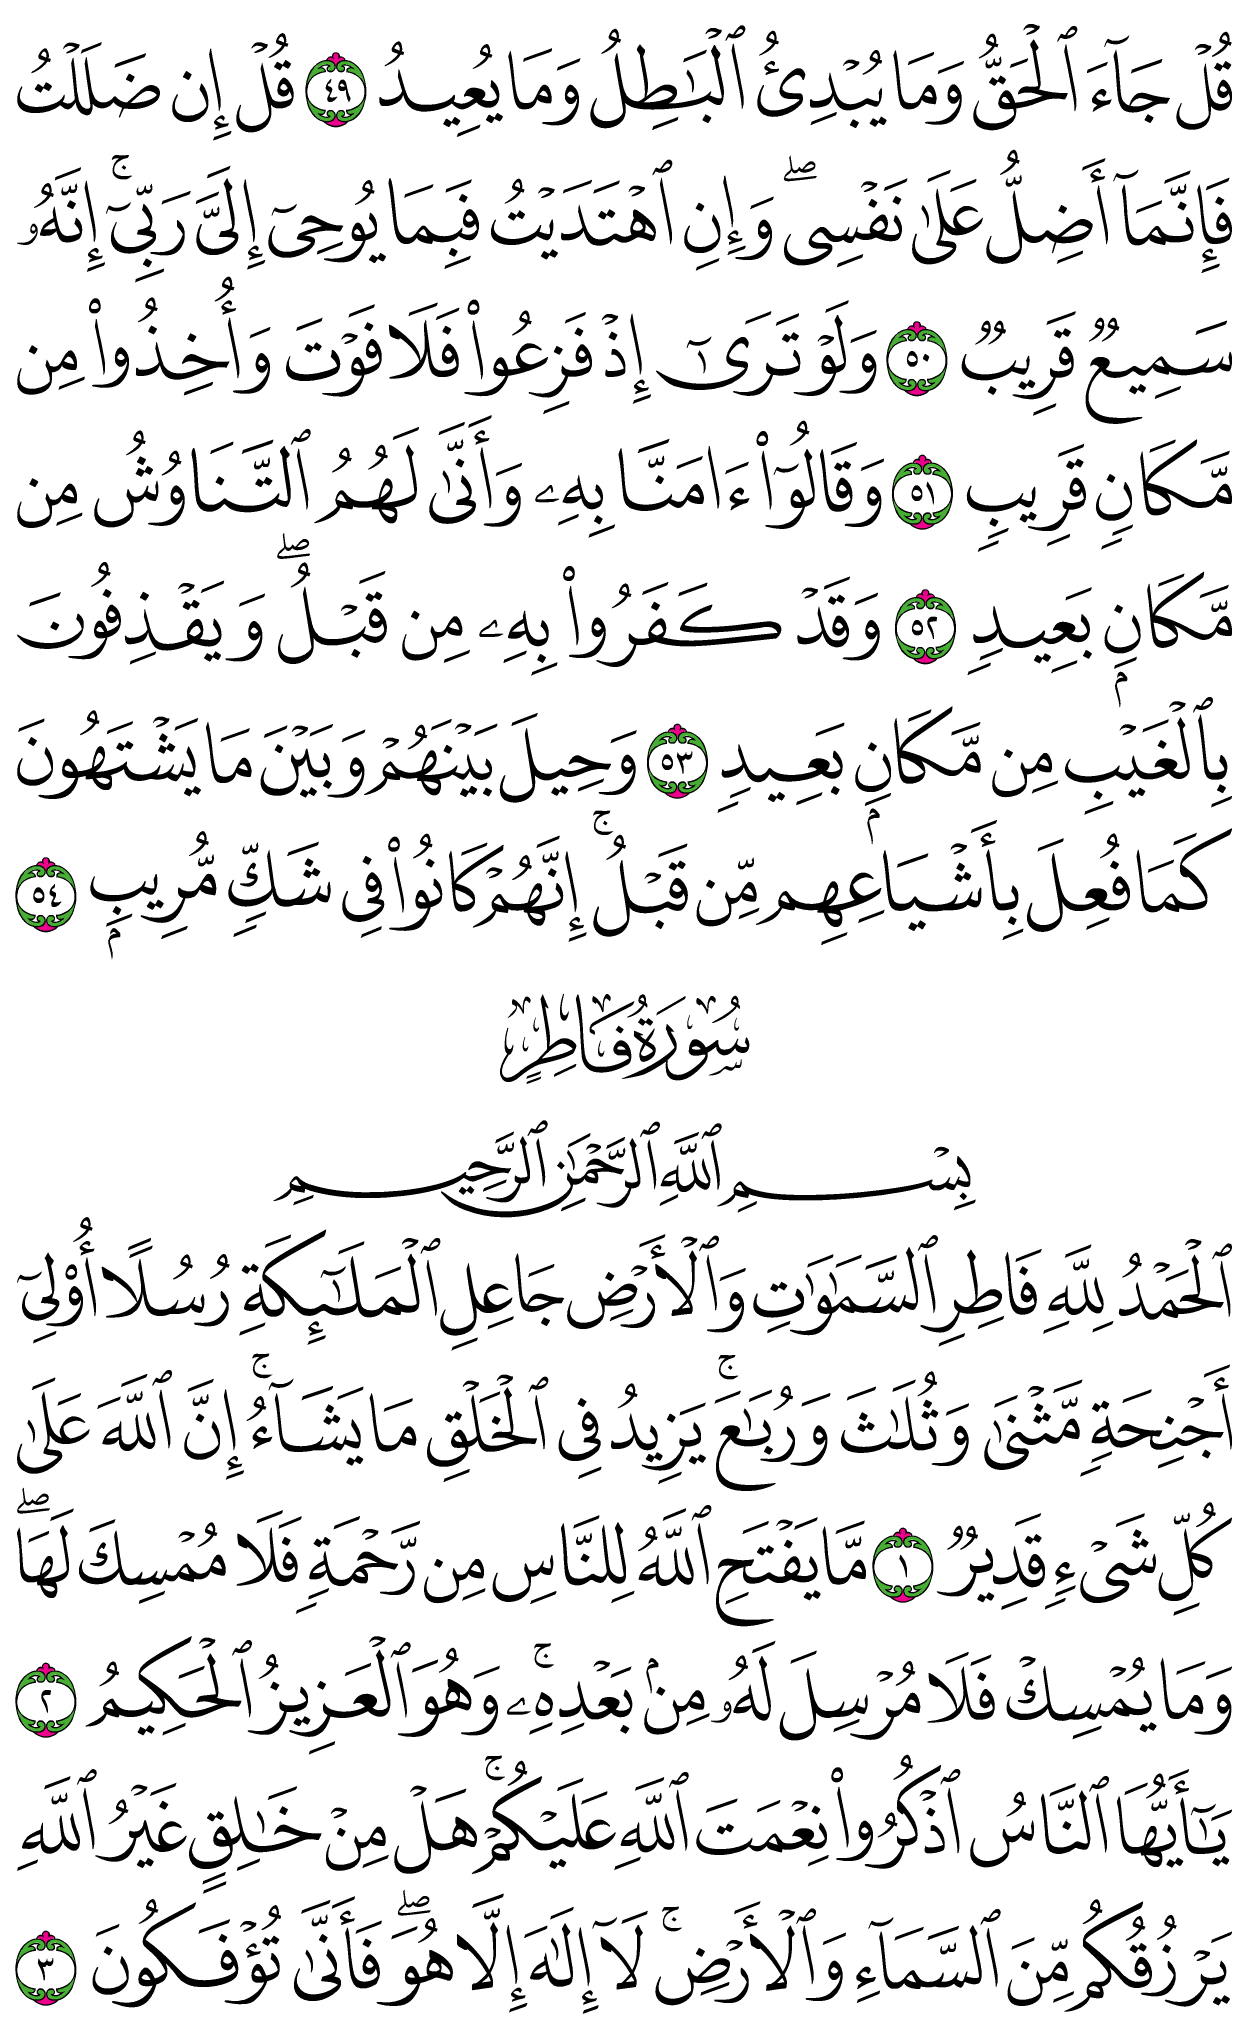 قُلۡ جَآءَ ٱلۡحَقُّ وَمَا يُبۡدِئُ ٱلۡبَٰطِلُ وَمَا يُعِيدُ ٤٩ قُلۡ إِن ضَلَلۡتُ
فَإِنَّمَآ أَضِلُّ عَلَىٰ نَفۡسِيۖ وَإِنِ ٱهۡتَدَيۡتُ فَبِمَا يُوحِيٓ إِلَيَّ رَبِّيٓۚ إِنَّهُۥ
سَمِيعٞ قَرِيبٞ ٥٠ وَلَوۡ تَرَىٰٓ إِذۡ فَزِعُواْ فَلَا فَوۡتَ وَأُخِذُواْ مِن
مَّكَانٖ قَرِيبٖ ٥١ وَقَالُوٓاْ ءَامَنَّا بِهِۦ وَأَنَّىٰ لَهُمُ ٱلتَّنَاوُشُ مِن
مَّكَانِۭ بَعِيدٖ ٥٢ وَقَدۡ كَفَرُواْ بِهِۦ مِن قَبۡلُۖ وَيَقۡذِفُونَ
بِٱلۡغَيۡبِ مِن مَّكَانِۭ بَعِيدٖ ٥٣ وَحِيلَ بَيۡنَهُمۡ وَبَيۡنَ مَا يَشۡتَهُونَ
كَمَا فُعِلَ بِأَشۡيَاعِهِم مِّن قَبۡلُۚ إِنَّهُمۡ كَانُواْ فِي شَكّٖ مُّرِيبِۭ ٥٤
سُورَةُ فَاطِرٍ
بِسۡمِ ٱللَّهِ ٱلرَّحۡمَٰنِ ٱلرَّحِيمِ
ٱلۡحَمۡدُ لِلَّهِ فَاطِرِ ٱلسَّمَٰوَٰتِ وَٱلۡأَرۡضِ جَاعِلِ ٱلۡمَلَٰٓئِكَةِ رُسُلًا أُوْلِيٓ
أَجۡنِحَةٖ مَّثۡنَىٰ وَثُلَٰثَ وَرُبَٰعَۚ يَزِيدُ فِي ٱلۡخَلۡقِ مَا يَشَآءُۚ إِنَّ ٱللَّهَ عَلَىٰ
كُلِّ شَيۡءٖ قَدِيرٞ ١ مَّا يَفۡتَحِ ٱللَّهُ لِلنَّاسِ مِن رَّحۡمَةٖ فَلَا مُمۡسِكَ لَهَاۖ
وَمَا يُمۡسِكۡ فَلَا مُرۡسِلَ لَهُۥ مِنۢ بَعۡدِهِۦۚ وَهُوَ ٱلۡعَزِيزُ ٱلۡحَكِيمُ ٢
يَٰٓأَيُّهَا ٱلنَّاسُ ٱذۡكُرُواْ نِعۡمَتَ ٱللَّهِ عَلَيۡكُمۡۚ هَلۡ مِنۡ خَٰلِقٍ غَيۡرُ ٱللَّهِ
يَرۡزُقُكُم مِّنَ ٱلسَّمَآءِ وَٱلۡأَرۡضِۚ لَآ إِلَٰهَ إِلَّا هُوَۖ فَأَنَّىٰ تُؤۡفَكُونَ ٣